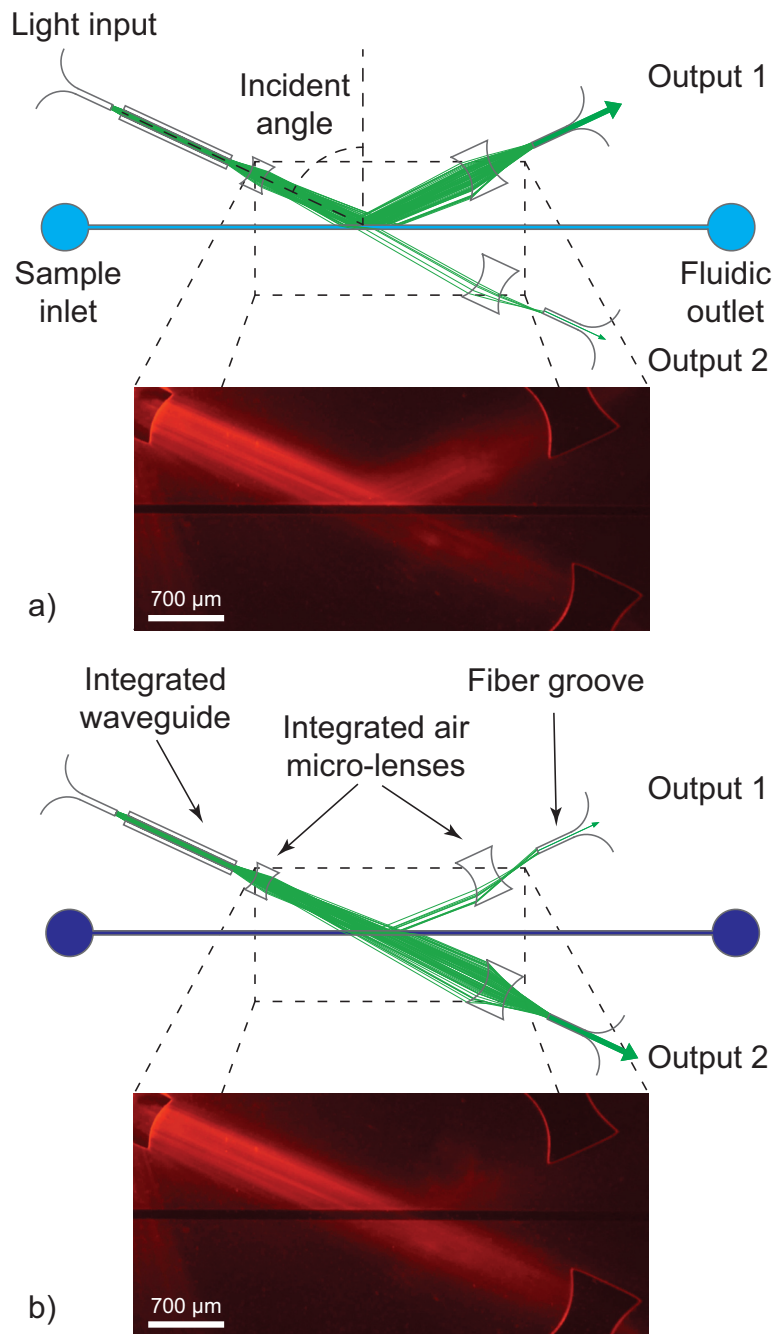 Light input
Incident
angle
Output 1
Sample
inlet
Fluidic
outlet
Output 2
700 µm
a)
Integrated
waveguide
Integrated air
micro-lenses
Fiber groove
Output 1
Output 2
700 µm
b)